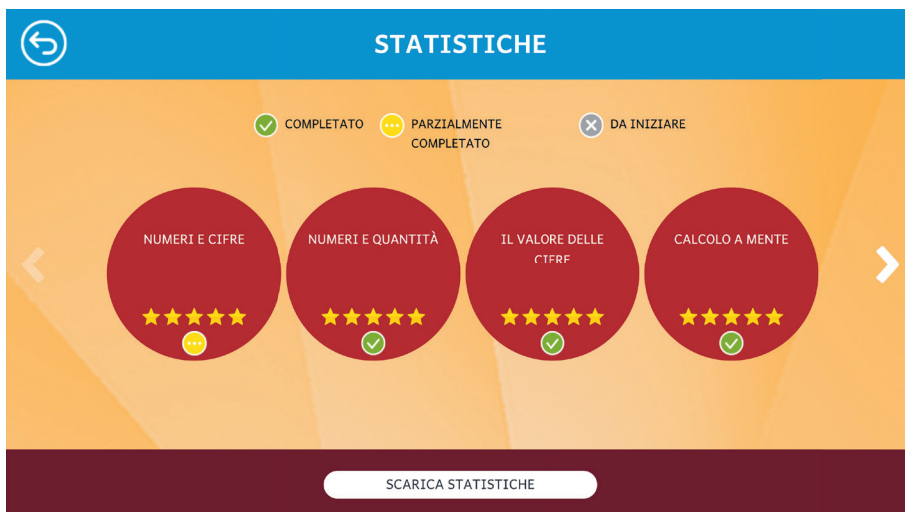 STATISTICHE
COMPLETATO
PARZIALMENTE
COMPLETATO
DA INIZIARE
NUMERI E CIFRE
NUMERI E QUANTITÀ
IL VALORE DELLE
CIFRE
CALCOLO A MENTE
SCARICA STATISTICHE